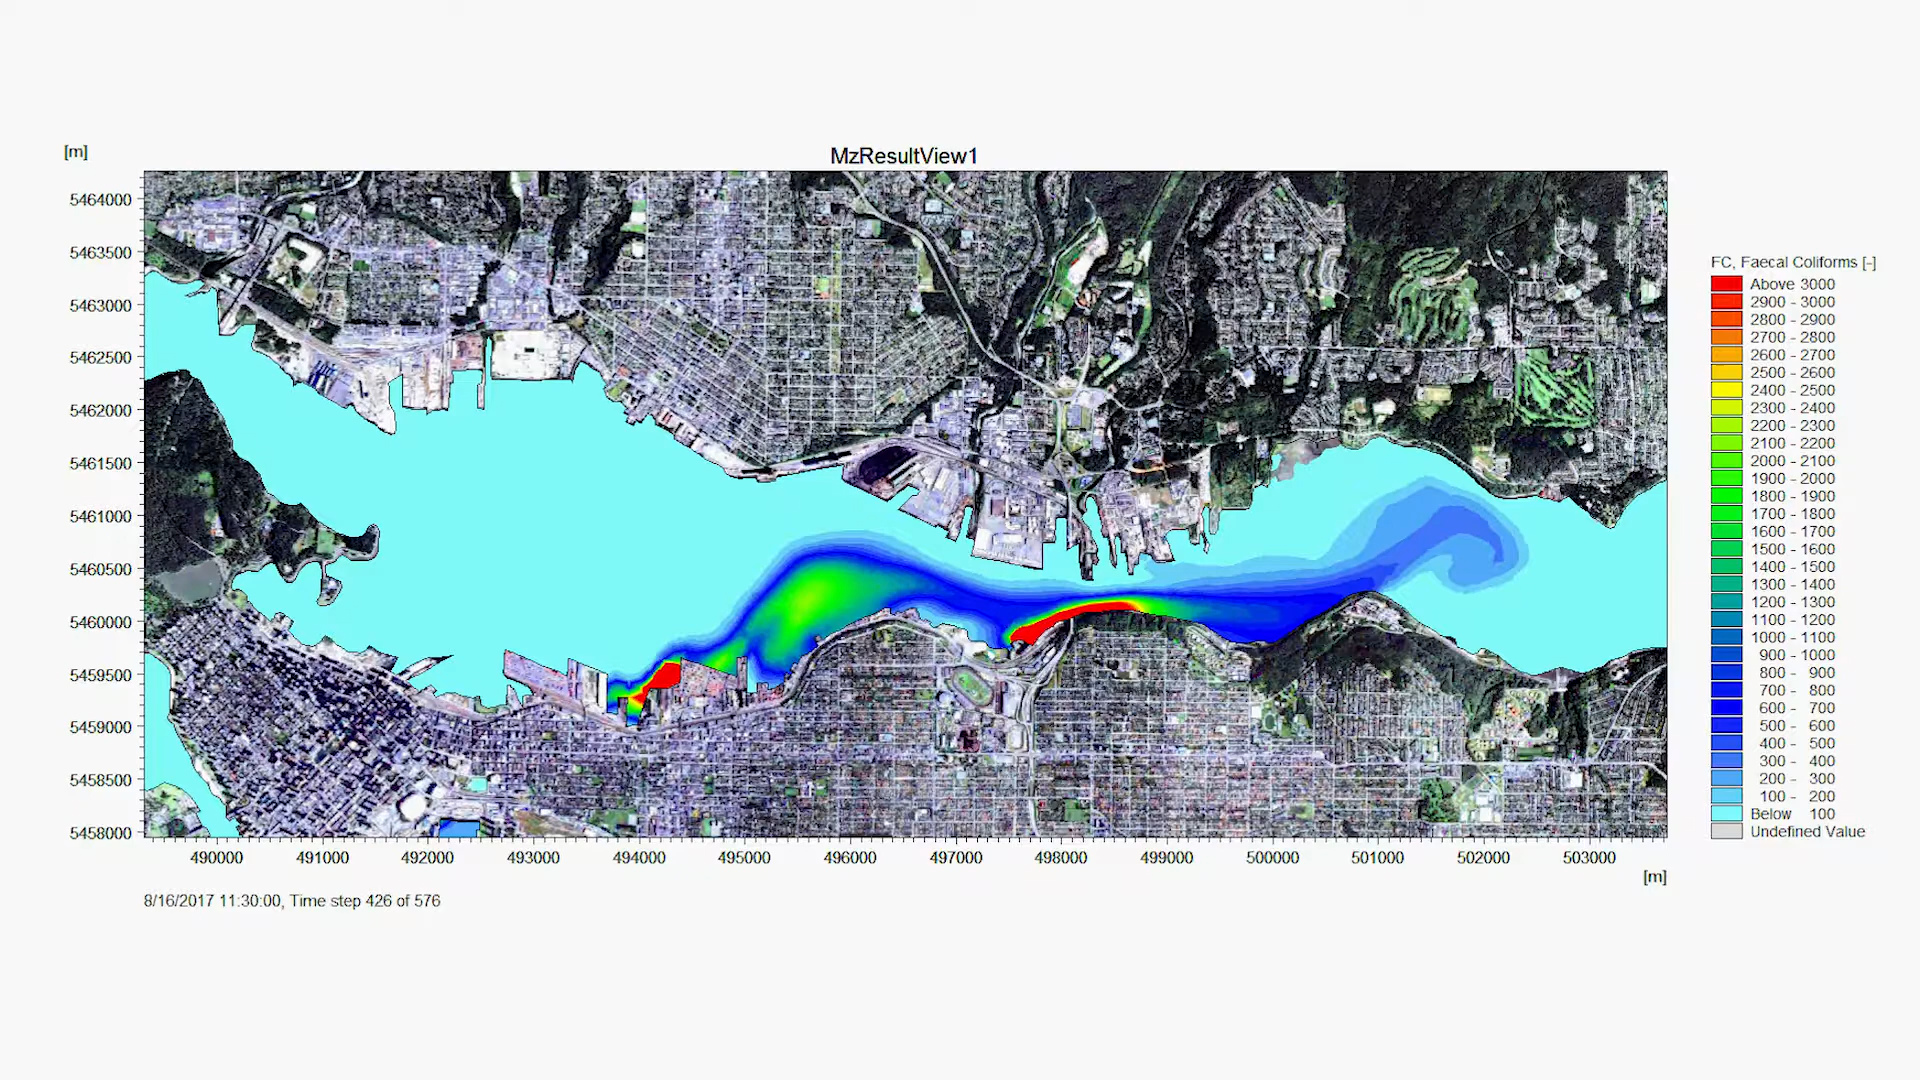 [m]
MzResultView1
5464000
5463500
5463000
5462500
5462000
5461500
5461000
5460500
5460000
5459500
5459000
5458500
5458000
490000 491000 492000 493000 494000 495000 496000 497000 498000 499000 500000 501000 502000 503000
[m]
8/16/2017 11:30:00, Time step 426 of 576
FC, Faecal Coliforms [-]
Above 3000
2900 - 3000
2800 - 2900
2700 - 2800
2600 - 2700
2500 - 2600
2400 - 2500
2300 - 2400
2200 - 2300
2100 - 2200
2000 - 2100
1900 - 2000
1800 - 1900
1700 - 1800
1600 - 1700
1500 - 1600
1400 - 1500
1300 - 1400
1200 - 1300
1100 - 1200
1000 - 1100
900 - 1000
800 - 900
700 - 800
600 - 700
500 - 600
400 - 500
300 - 400
200 - 300
100 - 200
Below 100
Undefined Value